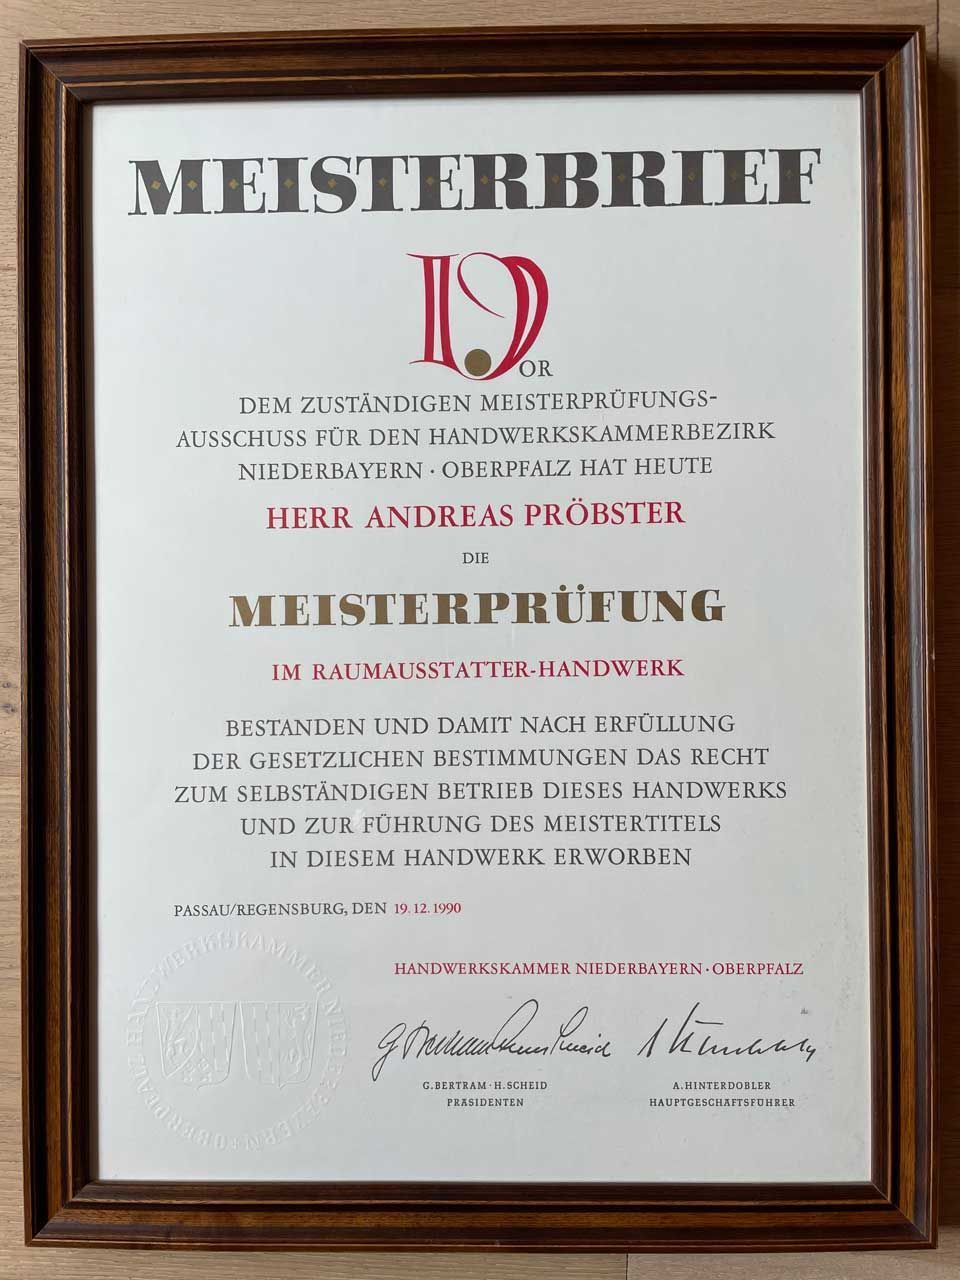 MEISTERBRIEF
VOR
DEM ZUSTÄNDIGEN MEISTERPRÜFUNGS-
AUSSCHUSS FÜR DEN HANDWERKSKAMMERBEZIRK
NIEDERBAYERN · OBERPFALZ HAT HEUTE
HERR ANDREAS PRÖBSTER
DIE
MEISTERPRÜFUNG
IM RAUMAUSSTATTER-HANDWERK
BESTANDEN UND DAMIT NACH ERFÜLLUNG
DER GESETZLICHEN BESTIMMUNGEN DAS RECHT
ZUM SELBSTÄNDIGEN BETRIEB DIESES HANDWERKS
UND ZUR FÜHRUNG DES MEISTERTITELS
IN DIESEM HANDWERK ERWORBEN
PASSAU/REGENSBURG, DEN 19.12.1990
HANDWERKSKAMMER NIEDERBAYERN · OBERPFALZ
HANDWERKSKAMMER NIEDERBAYERN · OBERPFALZ
G. BERTRAM · H. SCHEID
PRÄSIDENTEN
A. HINTERDOBLER
HAUPTGESCHÄFTSFÜHRER